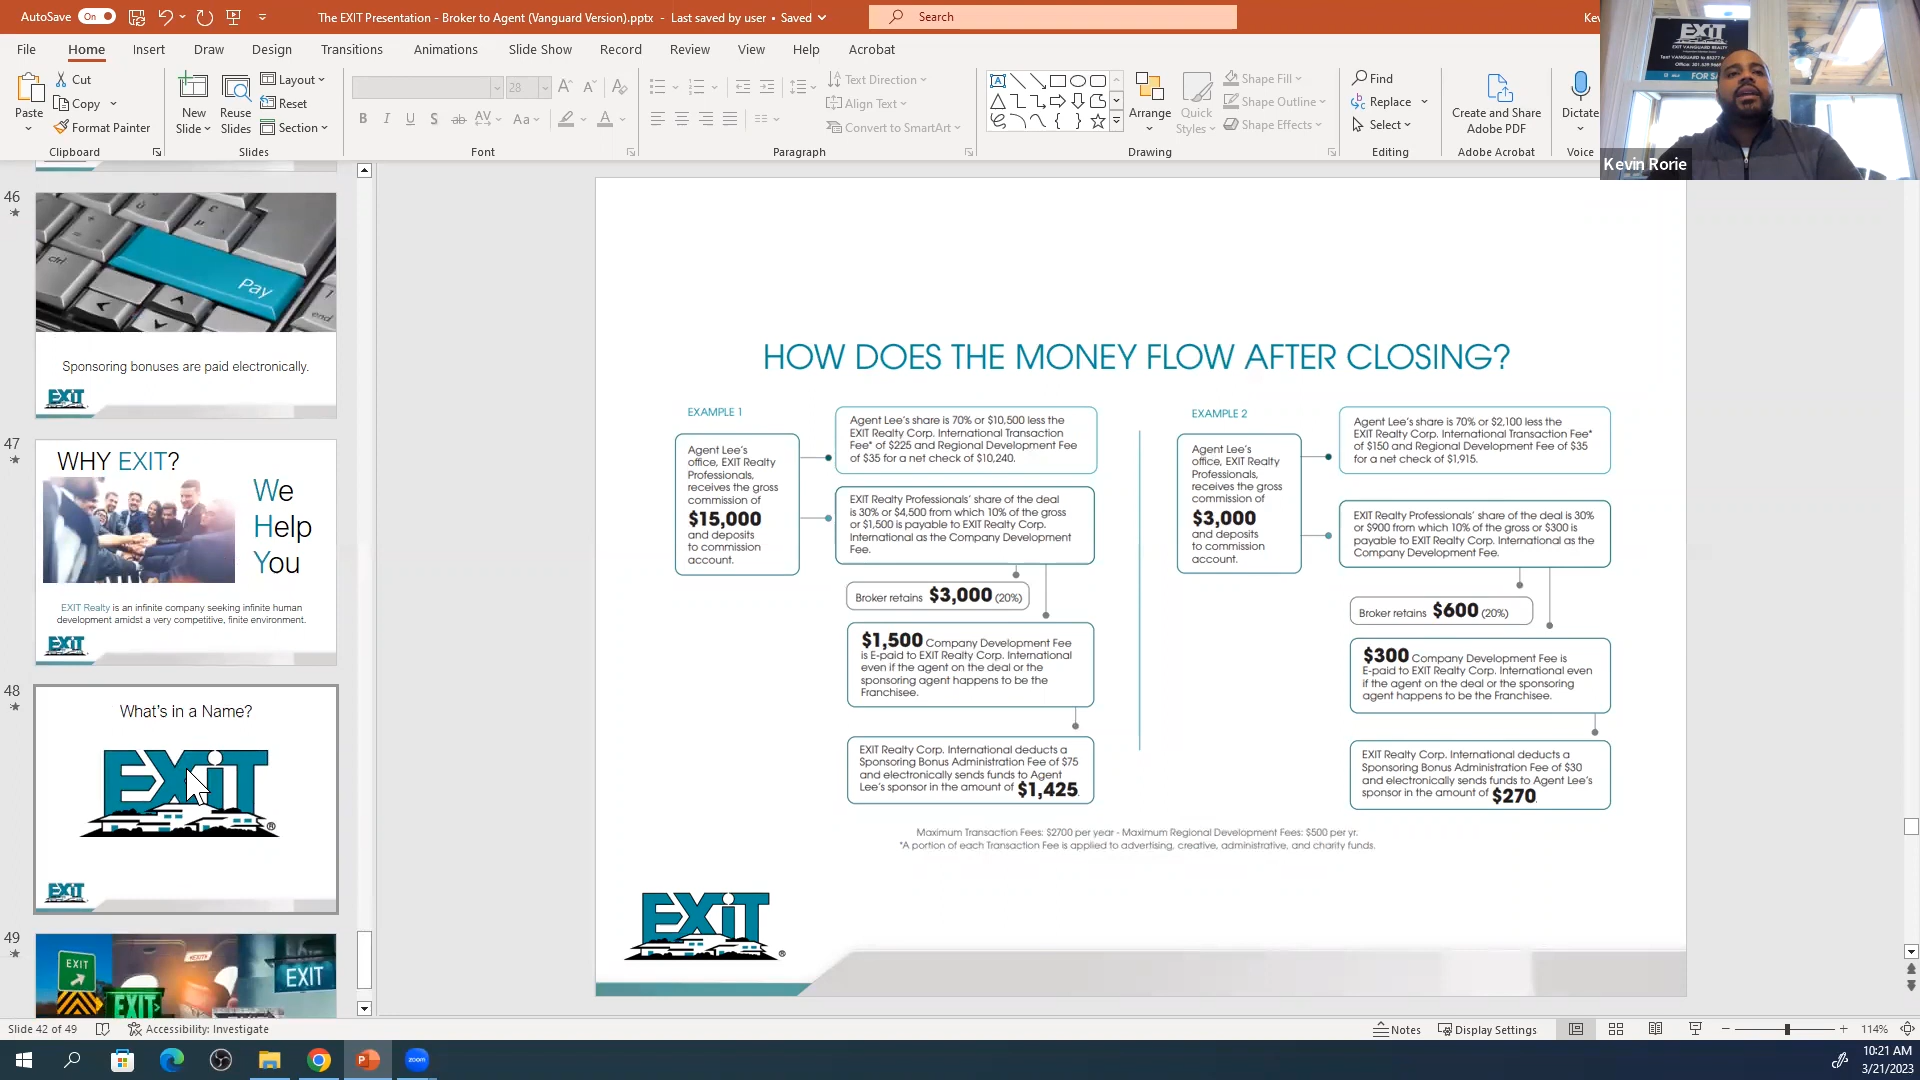 AutoSave
On
The EXIT Presentation - Broker to Agent (Vanguard Version).pptx - Last saved by user • Saved
Search
File Home Insert Draw Design Transitions Animations Slide Show Record Review View Help Acrobat
Paste
Cut
Copy
Format Painter
Clipboard
New Slide
Reuse Slides
Layout
Reset
Section
Slides
28
Font
Text Direction
Align Text
Convert to SmartArt
Paragraph
Arrange
Quick Styles
Shape Fill
Shape Outline
Shape Effects
Drawing
Find
Replace
Select
Editing
Create and Share Adobe PDF
Adobe Acrobat
Dictate
Voice
EXIT
EXIT VANGUARD REALTY
FOR SA
Kevin Rorie
46
ctrl
Pay
end
Sponsoring bonuses are paid electronically.
EXIT
47
WHY EXIT?
We
Help
You
EXIT Realty is an infinite company seeking infinite human
development amidst a very competitive, finite environment.
EXIT
48
What's in a Name?
EXIT®
EXIT
49
EXIT
EXIT
EXIT
HOW DOES THE MONEY FLOW AFTER CLOSING?
EXAMPLE 1
Agent Lee's
office, EXIT Realty
Professionals,
receives the gross
commission of
$15,000
and deposits
to commission
account.
Agent Lee's share is 70% or $10,500 less the
EXIT Realty Corp. International Transaction
Fee* of $225 and Regional Development Fee
of $35 for a net check of $10,240.
EXIT Realty Professionals' share of the deal
is 30% or $4,500 from which 10% of the gross
or $1,500 is payable to EXIT Realty Corp.
International as the Company Development
Fee.
Broker retains $3,000 (20%)
$1,500 Company Development Fee
is E-paid to EXIT Realty Corp. International
even if the agent on the deal or the
sponsoring agent happens to be the
Franchisee.
EXIT Realty Corp. International deducts a
Sponsoring Bonus Administration Fee of $75
and electronically sends funds to Agent
Lee's sponsor in the amount of $1,425.
EXAMPLE 2
Agent Lee's
office, EXIT Realty
Professionals,
receives the gross
commission of
$3,000
and deposits
to commission
account.
Agent Lee's share is 70% or $2,100 less the
EXIT Realty Corp. International Transaction Fee*
of $150 and Regional Development Fee of $35
for a net check of $1,915.
EXIT Realty Professionals' share of the deal is 30%
or $900 from which 10% of the gross or $300 is
payable to EXIT Realty Corp. International as the
Company Development Fee.
Broker retains $600 (20%)
$300 Company Development Fee is
E-paid to EXIT Realty Corp. International even
if the agent on the deal or the sponsoring
agent happens to be the Franchisee.
EXIT Realty Corp. International deducts a
Sponsoring Bonus Administration Fee of $30
and electronically sends funds to Agent Lee's
sponsor in the amount of $270.
Maximum Transaction Fees: $2700 per year - Maximum Regional Development Fees: $500 per yr.
*A portion of each Transaction Fee is applied to advertising, creative, administrative, and charity funds.
EXIT®
Slide 42 of 49
Accessibility: Investigate
Notes
Display Settings
114%
zoom
10:21 AM
3/21/2023